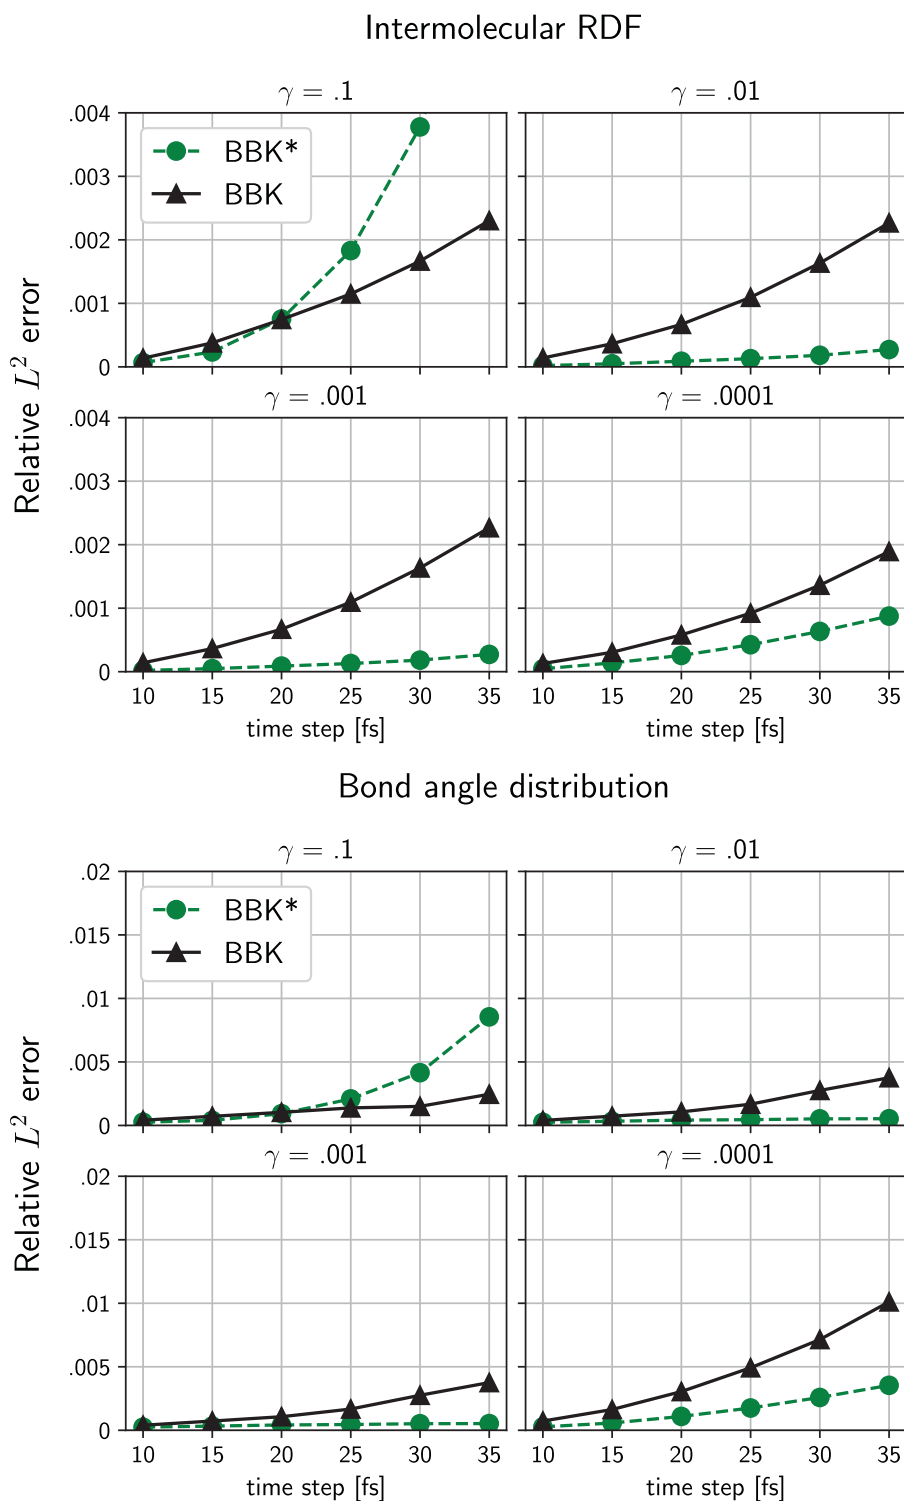 Intermolecular RDF
γ = .1
γ = .01
.004
.003
.002
.001
0
BBK*
BBK
γ = .001
γ = .0001
.004
.003
.002
.001
0
10 15 20 25 30 35
10 15 20 25 30 35
time step [fs]
time step [fs]
Relative L² error
Bond angle distribution
γ = .1
γ = .01
.02
.015
.01
.005
0
BBK*
BBK
γ = .001
γ = .0001
.02
.015
.01
.005
0
10 15 20 25 30 35
10 15 20 25 30 35
time step [fs]
time step [fs]
Relative L² error